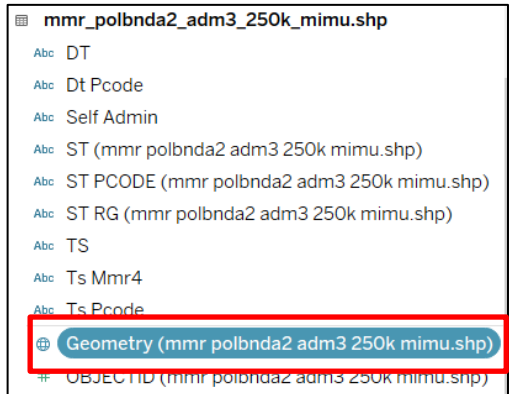 mmr_polbnda2_adm3_250k_mimu.shp
Abc DT
Abc Dt Pcode
Abc Self Admin
Abc ST (mmr polbnda2 adm3 250k mimu.shp)
Abc ST PCODE (mmr polbnda2 adm3 250k mimu.shp)
Abc ST RG (mmr polbnda2 adm3 250k mimu.shp)
Abc TS
Abc Ts Mmr4
Abc Ts Pcode
Geometry (mmr polbnda2 adm3 250k mimu.shp)
# OBJECTID (mmr polbnda2 adm3 250k mimu.shp)